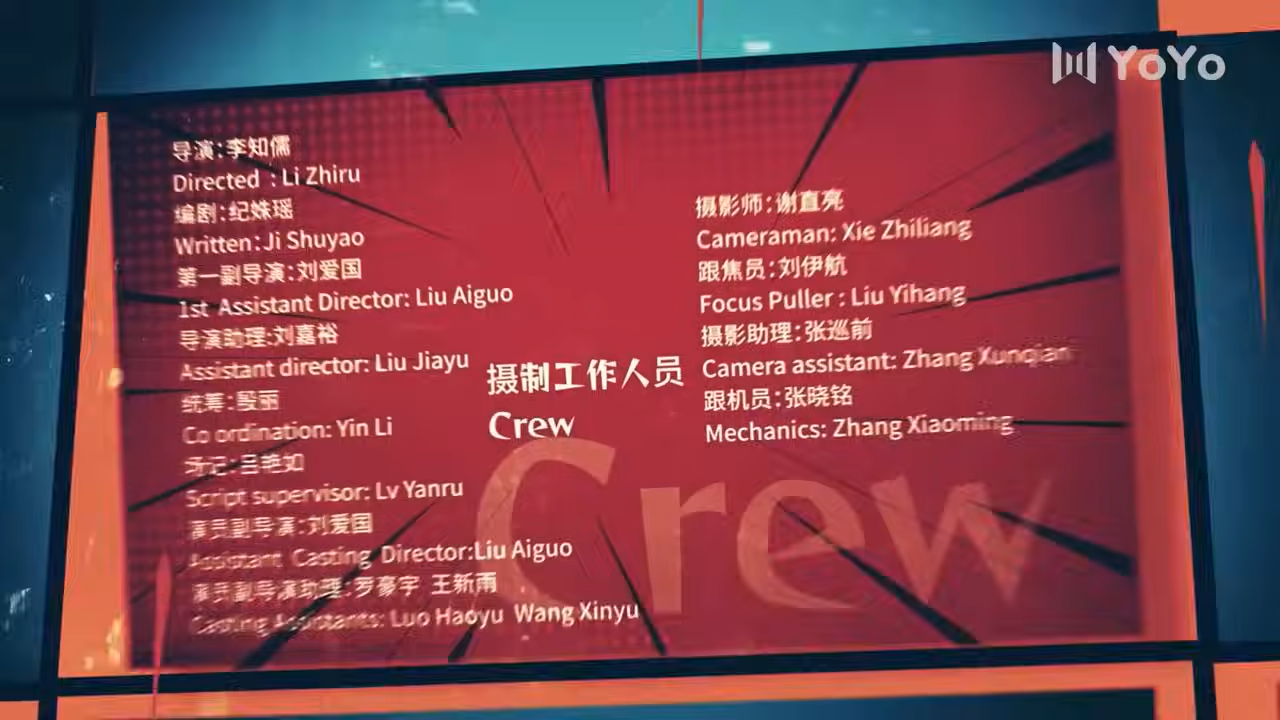 YoYo
导演:李知儒
Directed : Li Zhiru
编剧:纪姝瑶
Written: Ji Shuyao
第一副导演:刘爱国
1st Assistant Director: Liu Aiguo
导演助理:刘嘉裕
Assistant director: Liu Jiayu
统筹:殷丽
Co ordination: Yin Li
场记:吕艳如
Script supervisor: Lv Yanru
演员副导演:刘爱国
Assistant Casting Director:Liu Aiguo
演员副导演助理:罗豪宇 王新雨
Casting Assistants: Luo Haoyu Wang Xinyu
摄制工作人员
Crew
Crew
摄影师:谢直亮
Cameraman: Xie Zhiliang
跟焦员:刘伊航
Focus Puller : Liu Yihang
摄影助理:张巡前
Camera assistant: Zhang Xunqian
跟机员:张晓铭
Mechanics: Zhang Xiaoming